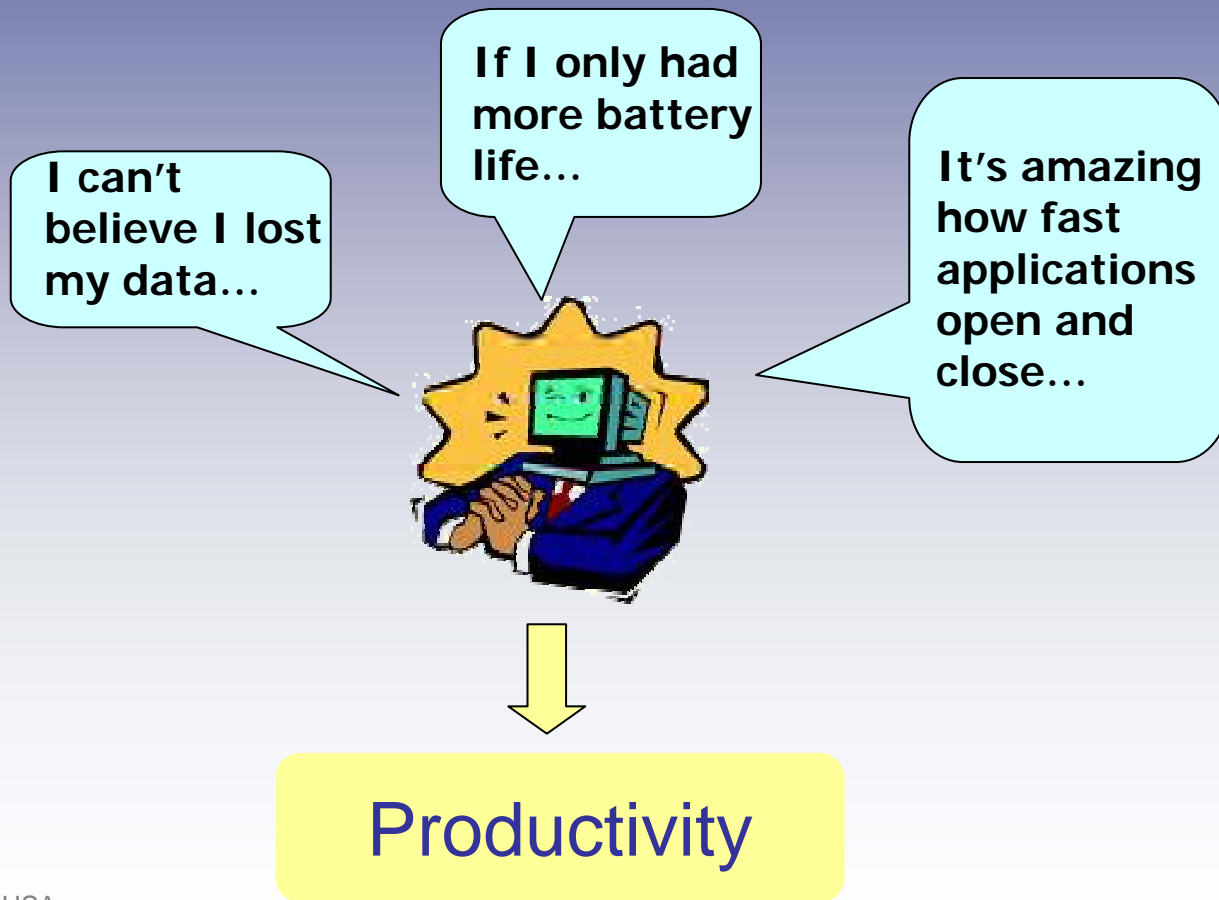 If I only had
more battery
life...
I can't
believe I lost
my data...
It's amazing
how fast
applications
open and
close...
Productivity